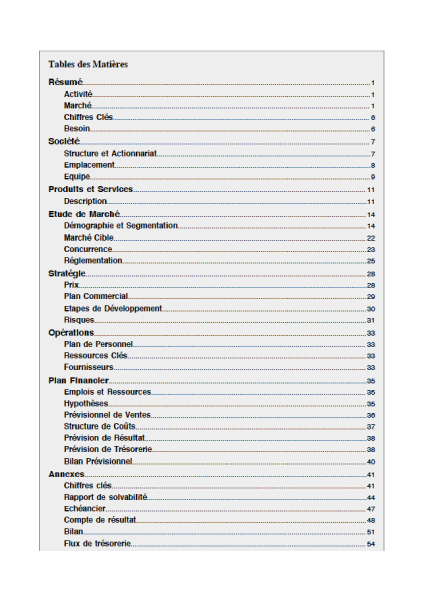 Tables des Matières
Résumé 1
Activité 1
Marché 1
Chiffres Clés 6
Besoin 6
Société 7
Structure et Actionnariat 7
Emplacement 8
Equipe 9
Produits et Services 11
Description 11
Etude de Marché 14
Démographie et Segmentation 14
Marché Cible 22
Concurrence 23
Réglementation 25
Stratégie 28
Prix 28
Plan Commercial 29
Etapes de Développement 30
Risques 31
Opérations 33
Plan de Personnel 33
Ressources Clés 33
Fournisseurs 33
Plan Financier 35
Emplois et Ressources 35
Hypothèses 35
Prévisionnel de Ventes 36
Structure de Coûts 37
Prévision de Résultat 38
Prévision de Trésorerie 38
Bilan Prévisionnel 40
Annexes 41
Chiffres clés 41
Rapport de solvabilité 44
Echéancier 47
Compte de résultat 48
Bilan 51
Flux de trésorerie 54